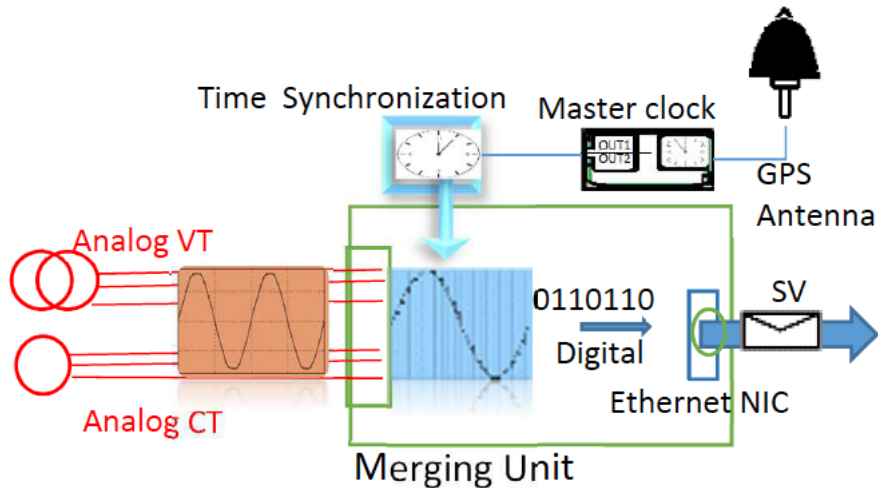 Time Synchronization
Master clock
OUT1
OUT2
GPS
Antenna
Analog VT
0110110
Digital
SV
Ethernet NIC
Analog CT
Merging Unit